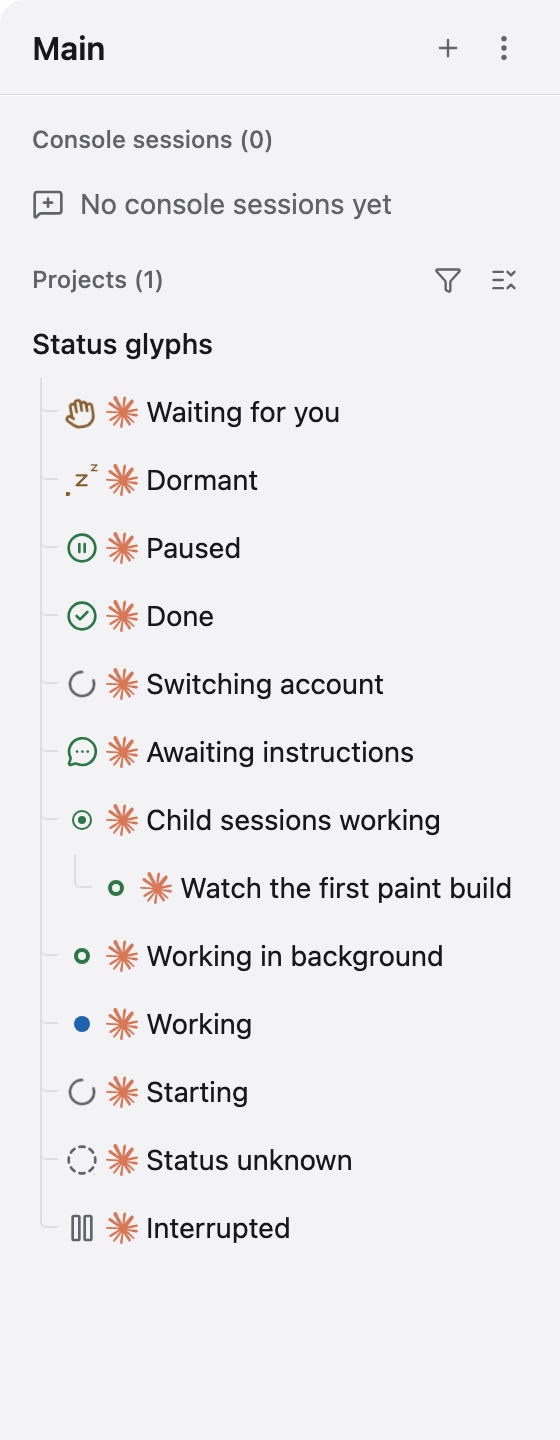 Main
Console sessions (0)
No console sessions yet
Projects (1)
Status glyphs
Waiting for you
Dormant
Paused
Done
Switching account
Awaiting instructions
Child sessions working
Watch the first paint build
Working in background
Working
Starting
Status unknown
Interrupted